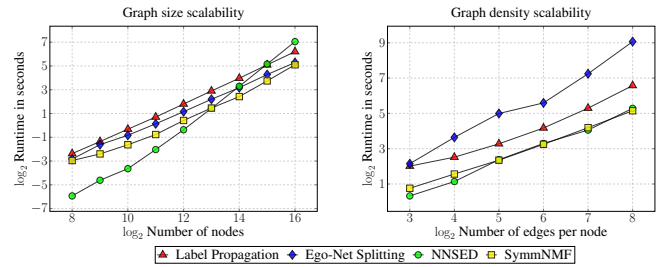 Graph size scalability
log₂ Runtime in seconds
7
5
3
1
−1
−3
−5
−7
8
10
12
14
16
log₂ Number of nodes
Graph density scalability
log₂ Runtime in seconds
9
7
5
3
1
3
4
5
6
7
8
log₂ Number of edges per node
Label Propagation
Ego-Net Splitting
NNSED
SymmNMF